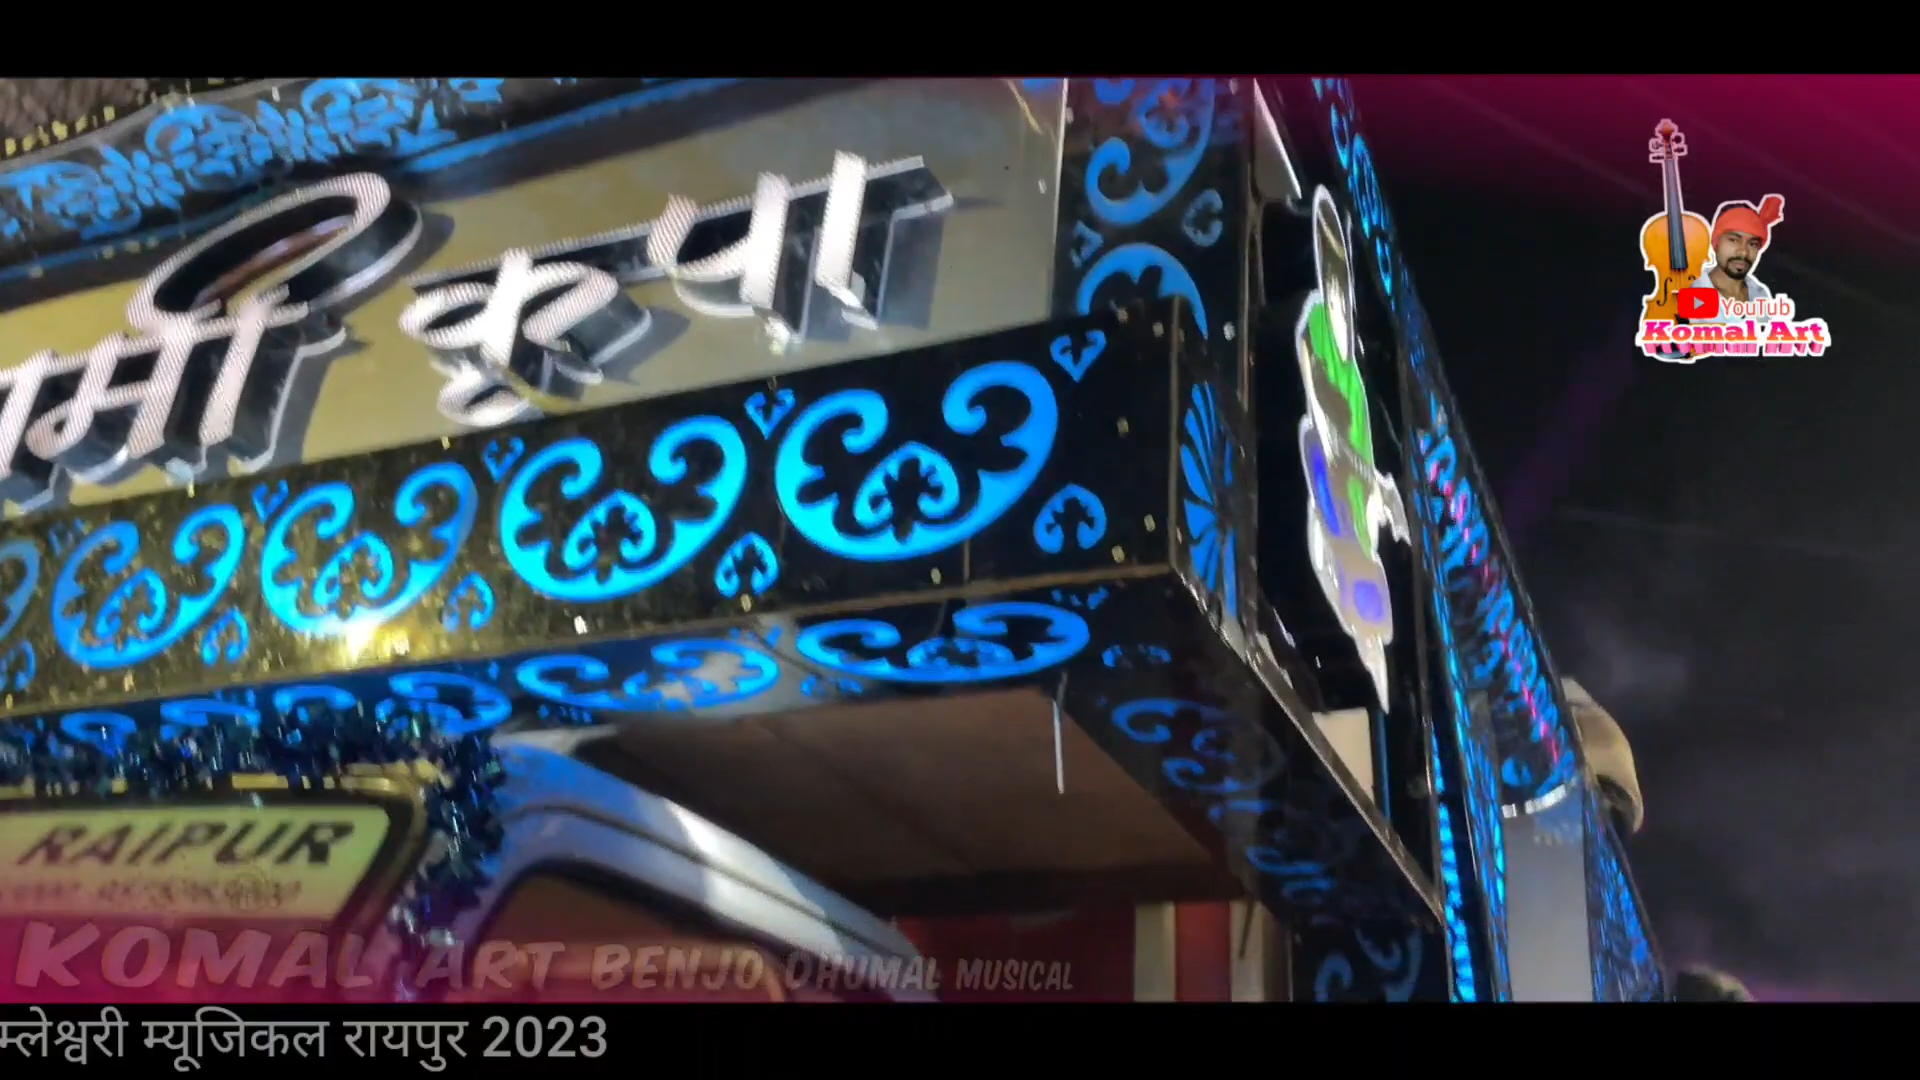 कृपा
YouTub
Komal Art
RAIPUR
KOMAL ART BENJO DHUMAL MUSICAL
म्लेश्वरी म्यूजिकल रायपुर 2023